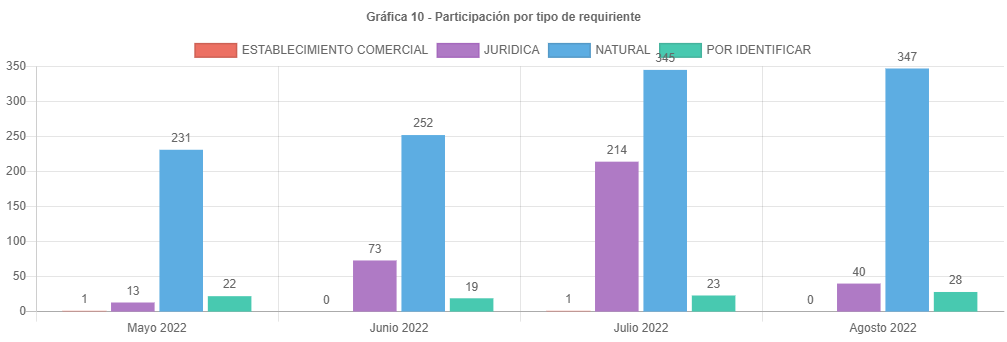 Gráfica 10 - Participación por tipo de requiriente
ESTABLECIMIENTO COMERCIAL JURIDICA NATURAL POR IDENTIFICAR
350
300
250
200
150
100
50
0
1 13 231 22
0 73 252 19
1 214 345 23
0 40 347 28
Mayo 2022 Junio 2022 Julio 2022 Agosto 2022